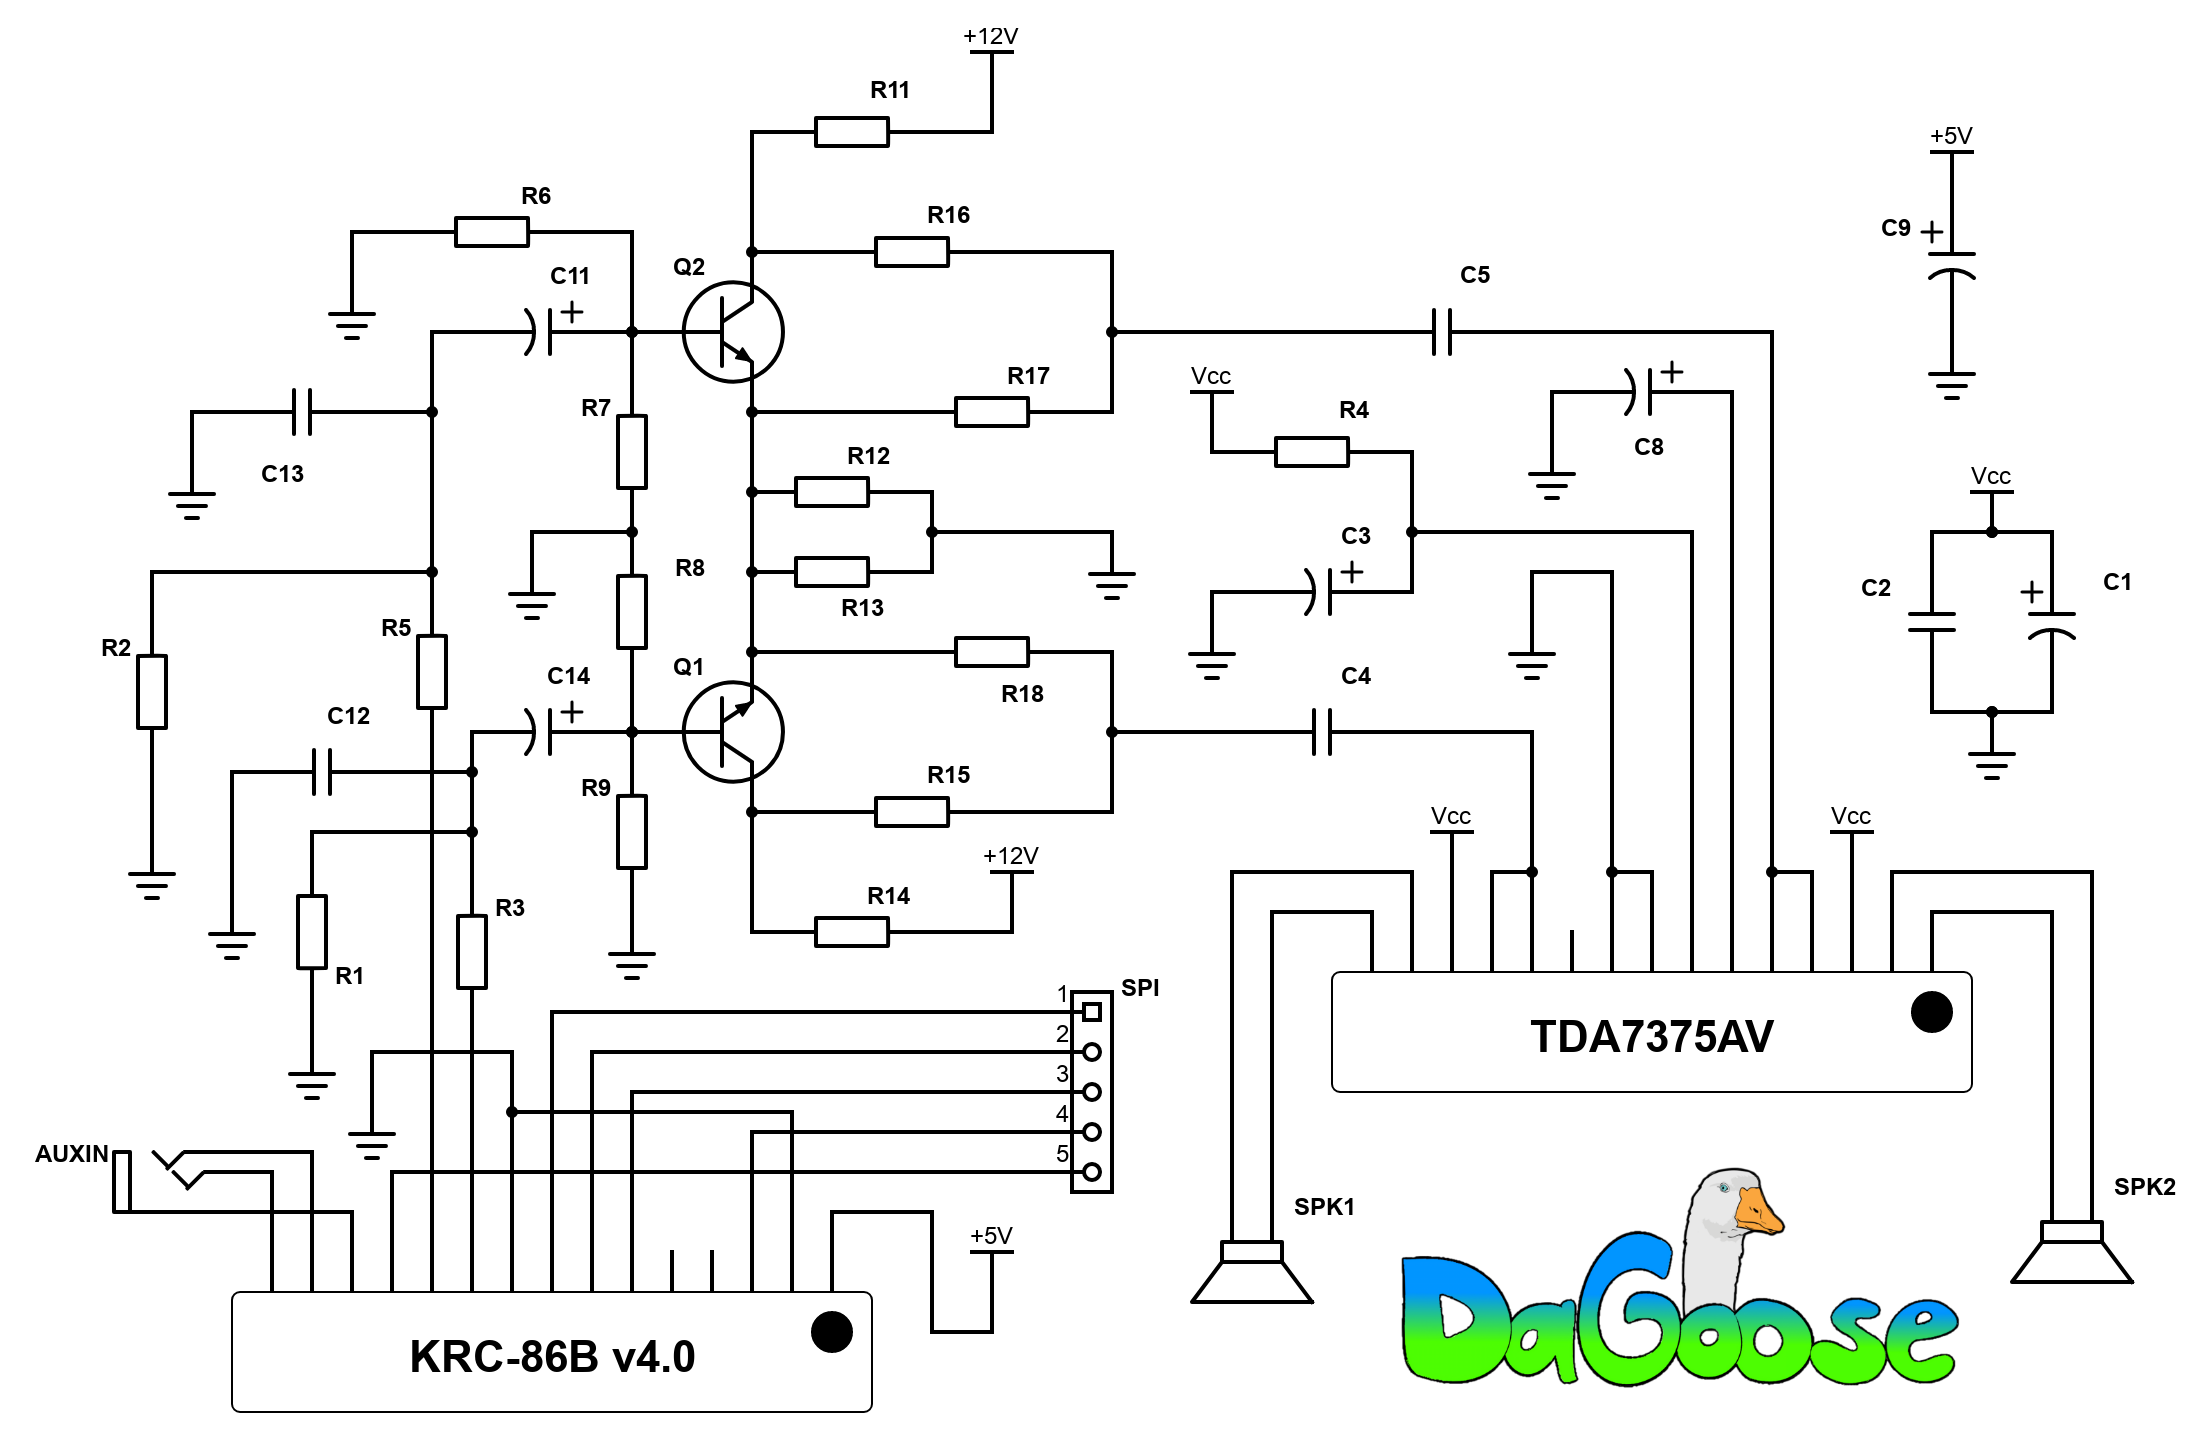 +12V
R11
+5V
R6
R16
C9
Q2
C11
C5
R17
Vcc
R7
R4
C8
R12
C13
Vcc
C3
R8
C2
C1
R13
R5
R2
Q1
C14
C4
R18
C12
R15
R9
Vcc
Vcc
+12V
R14
R3
R1
SPI
1
2
3
4
5
TDA7375AV
AUXIN
SPK1
SPK2
+5V
KRC-86B v4.0
DaGoose